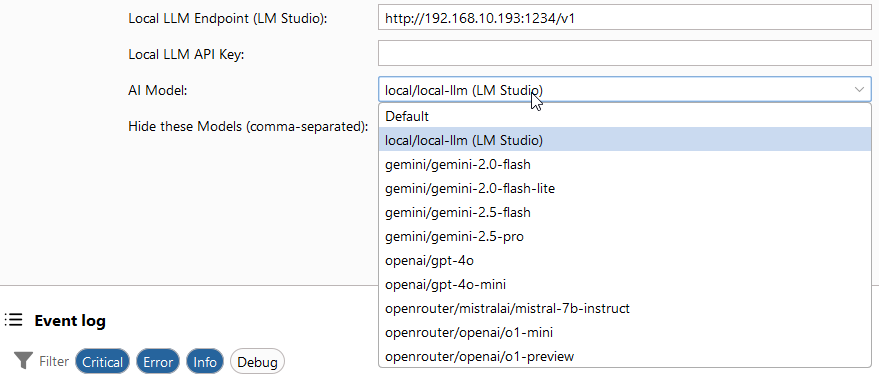 Local LLM Endpoint (LM Studio): http://192.168.10.193:1234/v1
Local LLM API Key:
AI Model: local/local-llm (LM Studio)
Hide these Models (comma-separated):
Default
local/local-llm (LM Studio)
gemini/gemini-2.0-flash
gemini/gemini-2.0-flash-lite
gemini/gemini-2.5-flash
gemini/gemini-2.5-pro
openai/gpt-4o
openai/gpt-4o-mini
openrouter/mistralai/mistral-7b-instruct
openrouter/openai/o1-mini
openrouter/openai/o1-preview
Event log
Filter Critical Error Info Debug